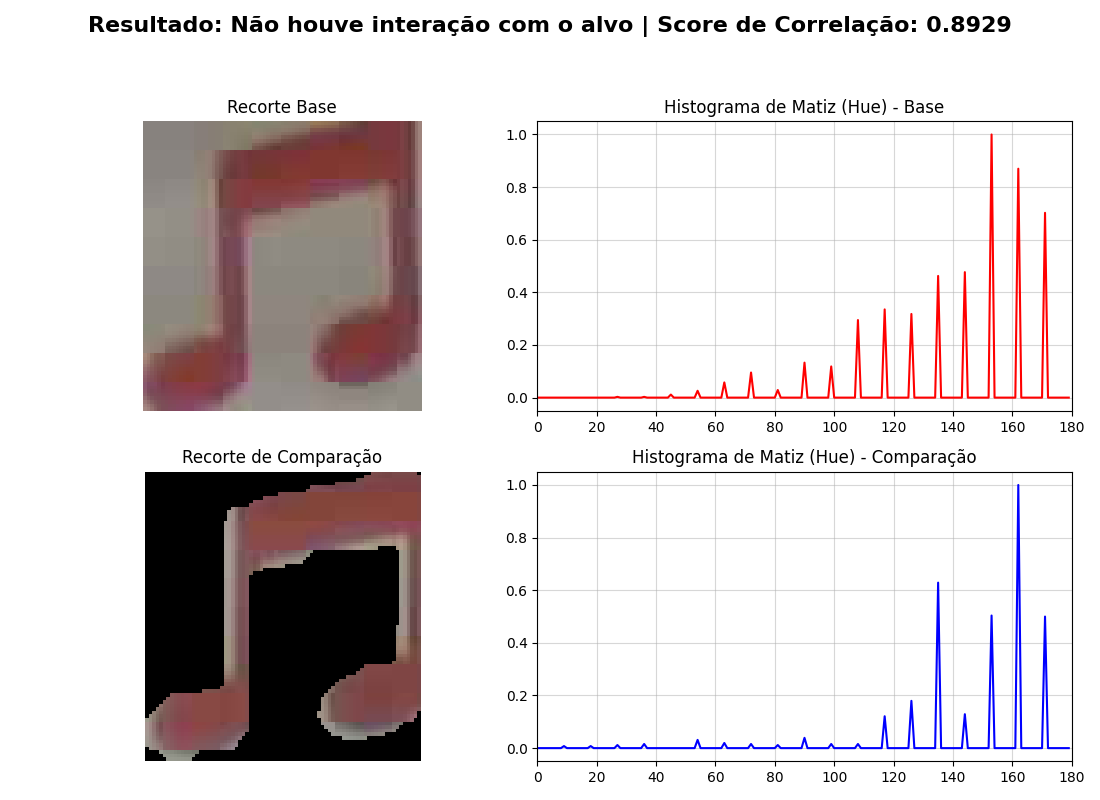 Resultado: Não houve interação com o alvo | Score de Correlação: 0.8929
Recorte Base
Histograma de Matiz (Hue) - Base
1.0
0.8
0.6
0.4
0.2
0.0
0 20 40 60 80 100 120 140 160 180
Recorte de Comparação
Histograma de Matiz (Hue) - Comparação
1.0
0.8
0.6
0.4
0.2
0.0
0 20 40 60 80 100 120 140 160 180